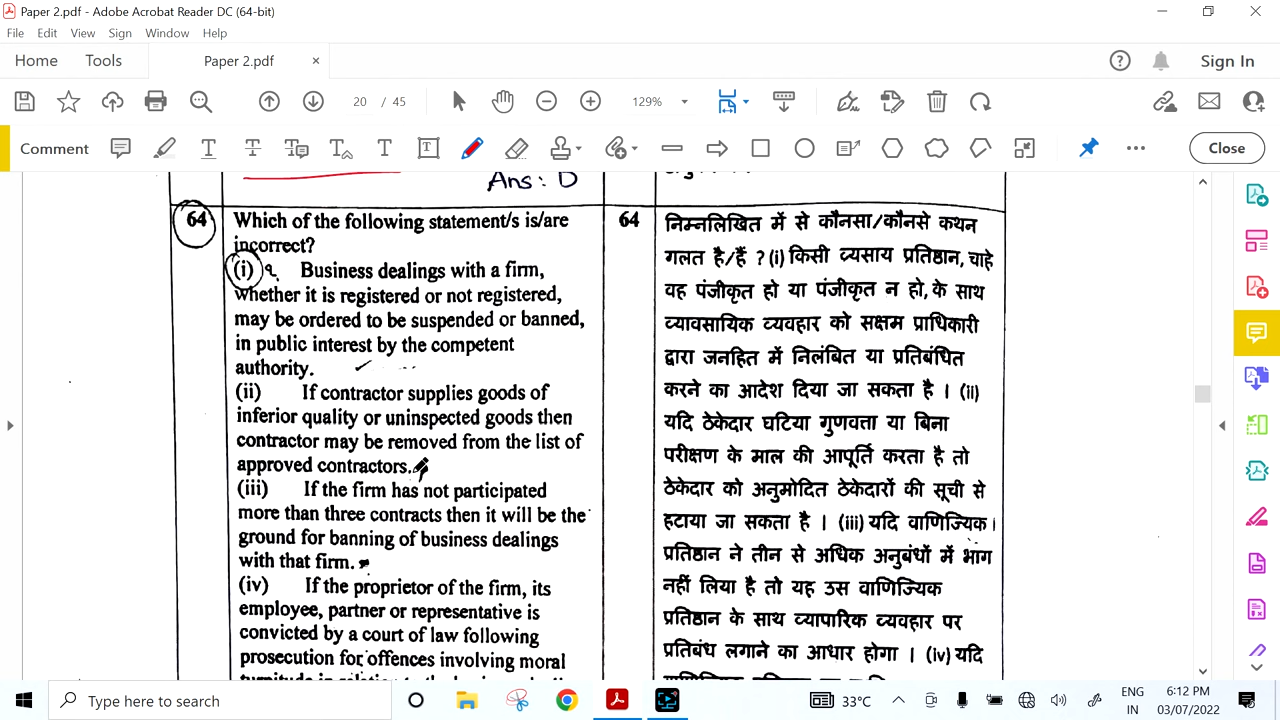 Paper 2.pdf - Adobe Acrobat Reader DC (64-bit)
File Edit View Sign Window Help
Home Tools Paper 2.pdf × Sign In
20 / 45 129%
Comment Close
Ans: D
64 Which of the following statement/s is/are
incorrect?
(i) Business dealings with a firm,
whether it is registered or not registered,
may be ordered to be suspended or banned,
in public interest by the competent
authority.
(ii) If contractor supplies goods of
inferior quality or uninspected goods then
contractor may be removed from the list of
approved contractors.
(iii) If the firm has not participated
more than three contracts then it will be the
ground for banning of business dealings
with that firm.
(iv) If the proprietor of the firm, its
employee, partner or representative is
convicted by a court of law following
prosecution for offences involving moral
64 निम्नलिखित में से कौनसा/कौनसे कथन
गलत है/हैं ? (i) किसी व्यसाय प्रतिष्ठान, चाहे
वह पंजीकृत हो या पंजीकृत न हो, के साथ
व्यावसायिक व्यवहार को सक्षम प्राधिकारी
द्वारा जनहित में निलंबित या प्रतिबंधित
करने का आदेश दिया जा सकता है । (ii)
यदि ठेकेदार घटिया गुणवत्ता या बिना
परीक्षण के माल की आपूर्ति करता है तो
ठेकेदार को अनुमोदित ठेकेदारों की सूची से
हटाया जा सकता है । (iii) यदि वाणिज्यिक
प्रतिष्ठान ने तीन से अधिक अनुबंधों में भाग
नहीं लिया है तो यह उस वाणिज्यिक
प्रतिष्ठान के साथ व्यापारिक व्यवहार पर
प्रतिबंध लगाने का आधार होगा । (iv) यदि
Type here to search
33°C
ENG
IN
6:12 PM
03/07/2022